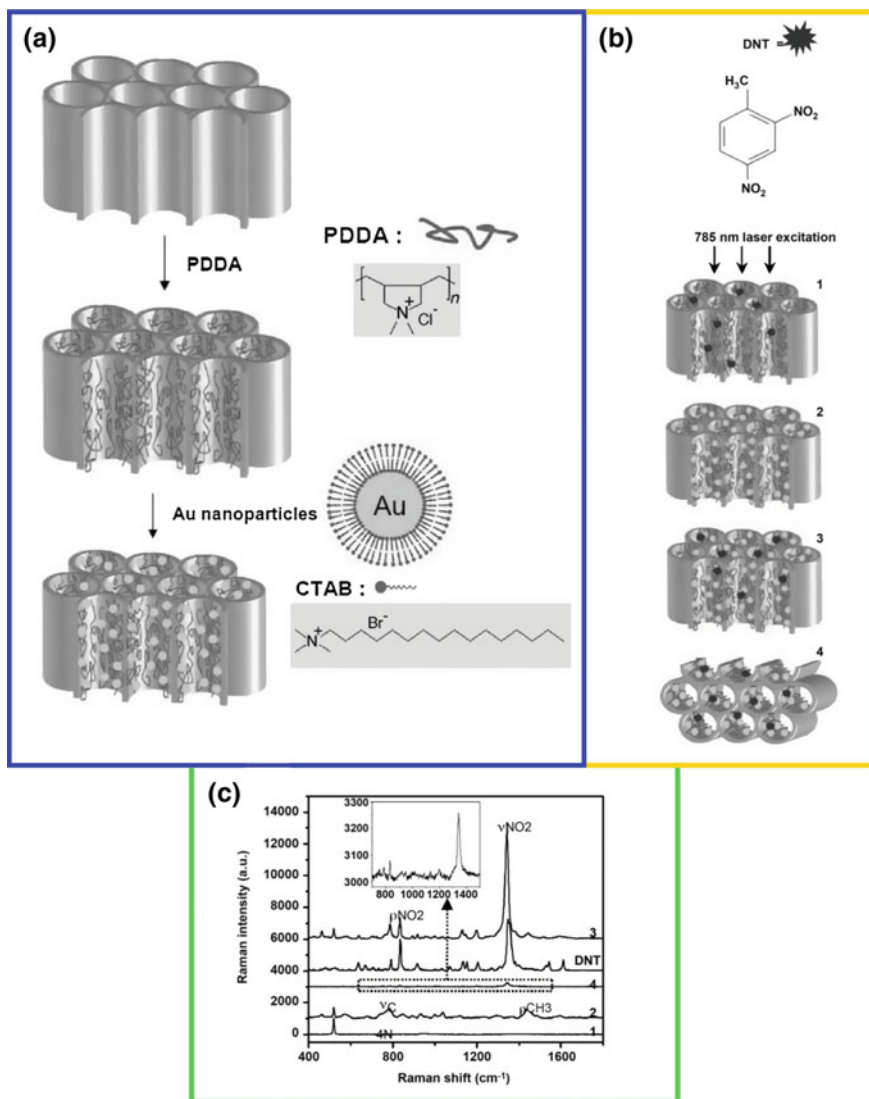 (a)
PDDA
PDDA :
n
N
+
Cl-
Au nanoparticles
Au
CTAB :
Br-
N
+
(b)
DNT =
H3C
NO2
NO2
785 nm laser excitation
1
2
3
4
(c)
Raman intensity (a.u.)
14000
12000
10000
8000
6000
4000
2000
0
3300
3200
3100
3000
800 1000 1200 1400
νNO2
ρNO2
3
DNT
4
νC
ρCH3
2
4N
1
400 800 1200 1600
Raman shift (cm-1)